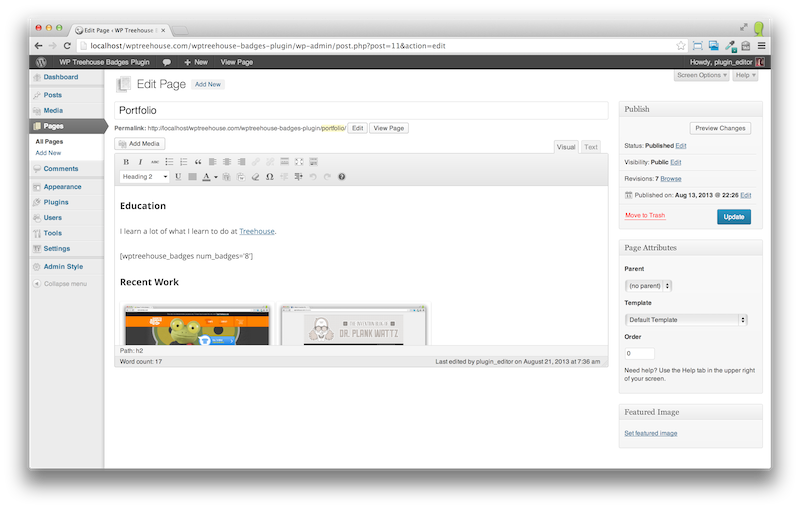 Edit Page ‹ WP Treehouse B
localhost/wptreehouse.com/wptreehouse-badges-plugin/wp-admin/post.php?post=11&action=edit
WP Treehouse Badges Plugin + New View Page Howdy, plugin_editor
Screen Options Help
Dashboard
Posts
Media
Pages
All Pages
Add New
Comments
Appearance
Plugins
Users
Tools
Settings
Admin Style
Collapse menu
Edit Page Add New
Portfolio
Permalink: http://localhost/wptreehouse.com/wptreehouse-badges-plugin/portfolio/ Edit View Page
Add Media Visual Text
B I ABC
Heading 2 U A Ω
Education
I learn a lot of what I learn to do at Treehouse.
[wptreehouse_badges num_badges='8']
Recent Work
DR. PLANK WATTZ
Path: h2
Word count: 17 Last edited by plugin_editor on August 21, 2013 at 7:36 am
Publish
Preview Changes
Status: Published Edit
Visibility: Public Edit
Revisions: 7 Browse
Published on: Aug 13, 2013 @ 22:26 Edit
Move to Trash Update
Page Attributes
Parent
(no parent)
Template
Default Template
Order
0
Need help? Use the Help tab in the upper right
of your screen.
Featured Image
Set featured image